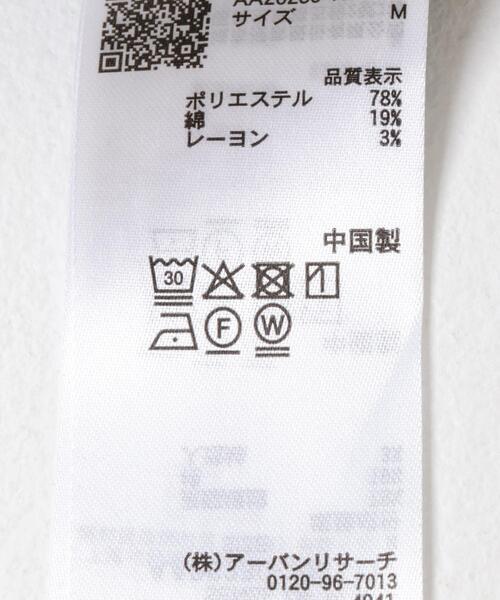 サイズ M
品質表示
ポリエステル 78%
綿 19%
レーヨン 3%
中国製
30
F W
(株)アーバンリサーチ
0120-96-7013